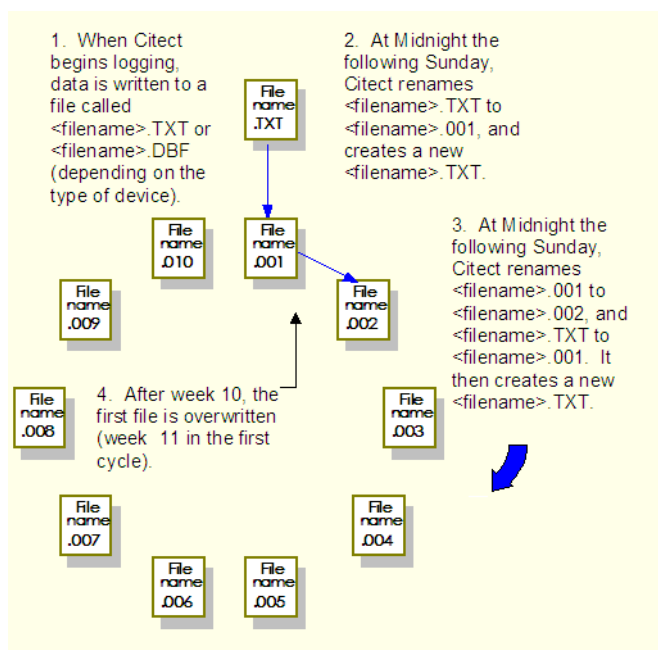 1. When Citect
begins logging,
data is written to a
file called
<filename>.TXT or
<filename>.DBF
(depending on the
type of device).
File
name
.TXT
2. At Midnight the
following Sunday,
Citect renames
<filename>.TXT to
<filename>.001, and
creates a new
<filename>.TXT.
File
name
.010
File
name
.001
File
name
.002
3. At Midnight the
following Sunday,
Citect renames
<filename>.001 to
<filename>.002, and
<filename>.TXT to
<filename>.001. It
then creates a new
<filename>.TXT.
File
name
.009
File
name
.008
4. After week 10, the
first file is overwritten
(week 11 in the first
cycle).
File
name
.003
File
name
.007
File
name
.004
File
name
.006
File
name
.005